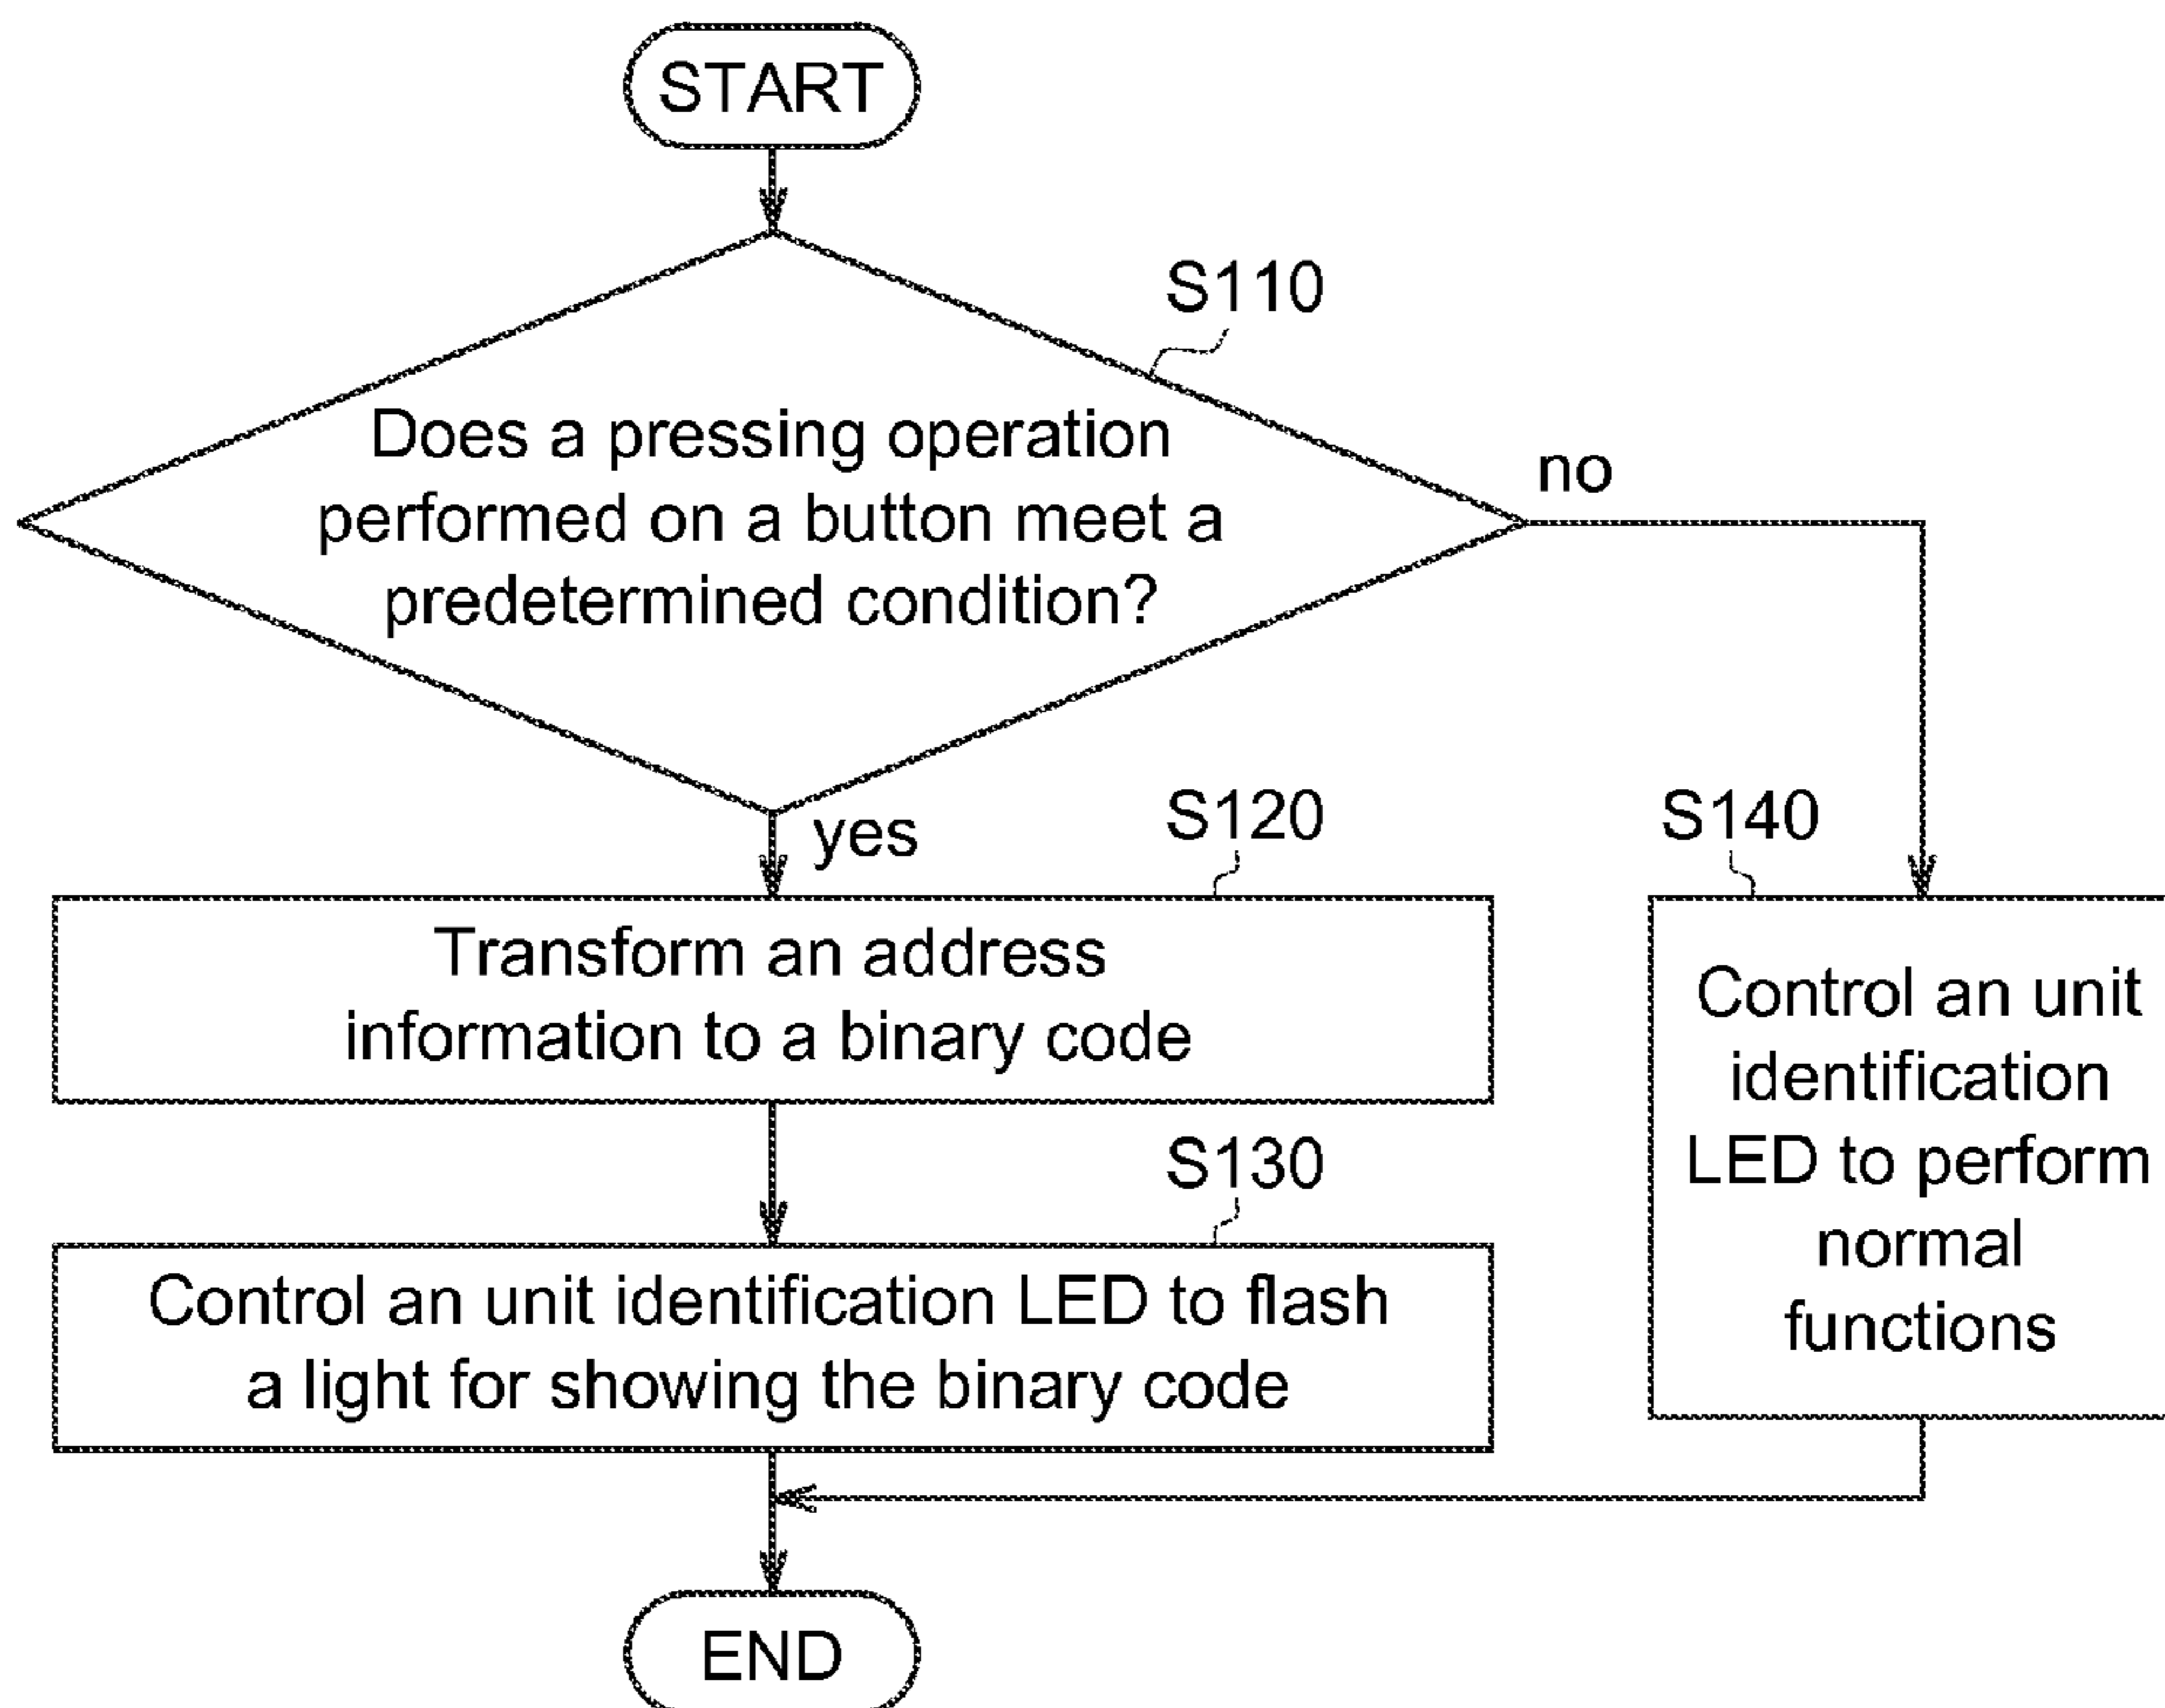 START
S110
Does a pressing operation
performed on a button meet a
predetermined condition?
no
yes
S120
Transform an address
information to a binary code
S130
Control an unit identification LED to flash
a light for showing the binary code
S140
Control an unit
identification
LED to perform
normal
functions
END